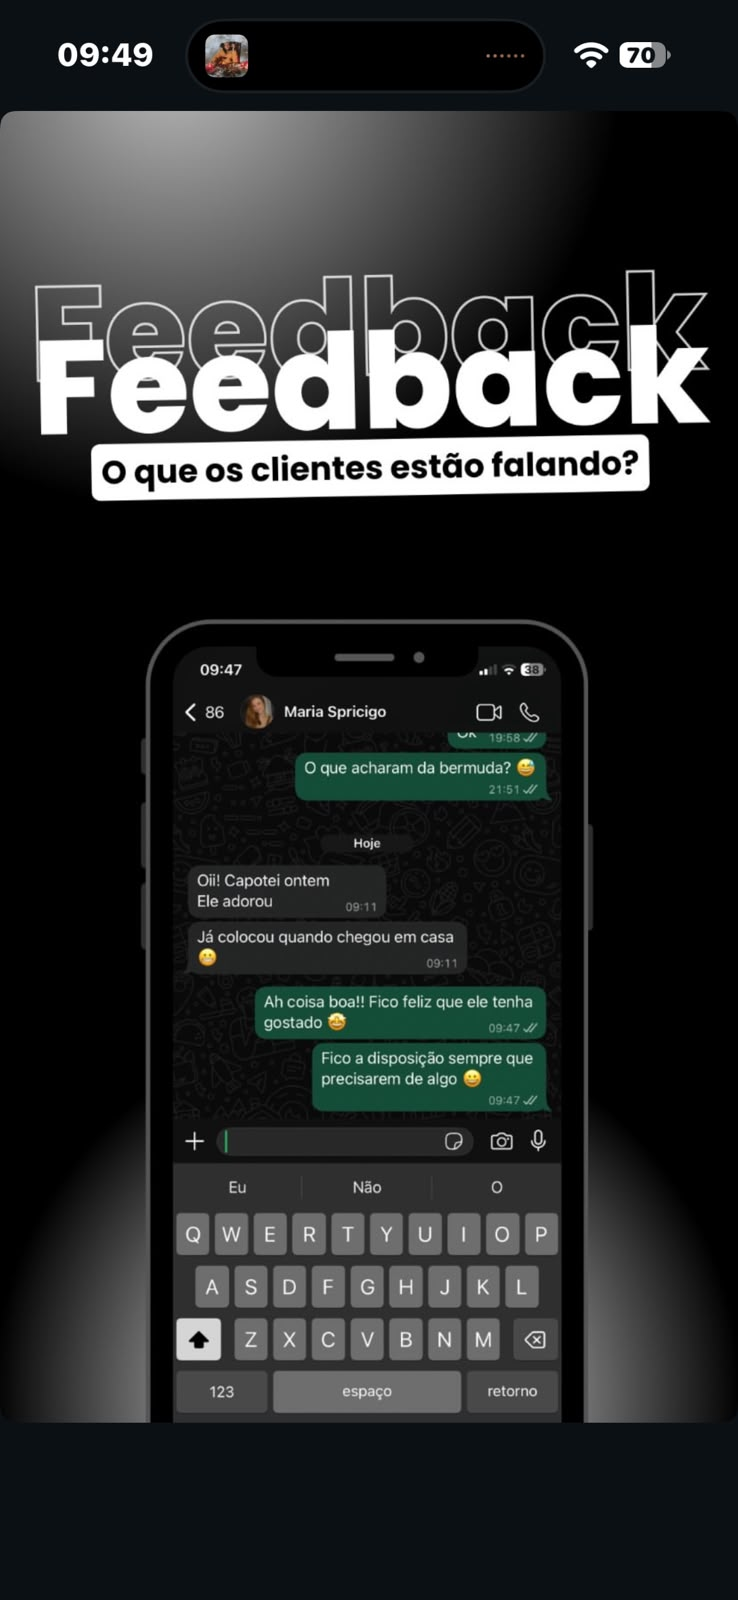 09:49
70
Feedback
Feedback
O que os clientes estão falando?
09:47
38
86
Maria Spricigo
Ok 19:58
O que acharam da bermuda? 😅
21:51
Hoje
Oii! Capotei ontem
Ele adorou
09:11
Já colocou quando chegou em casa
😬
09:11
Ah coisa boa!! Fico feliz que ele tenha
gostado 🤩
09:47
Fico a disposição sempre que
precisarem de algo 😀
09:47
Eu Não O
Q W E R T Y U I O P
A S D F G H J K L
Z X C V B N M
123 espaço retorno